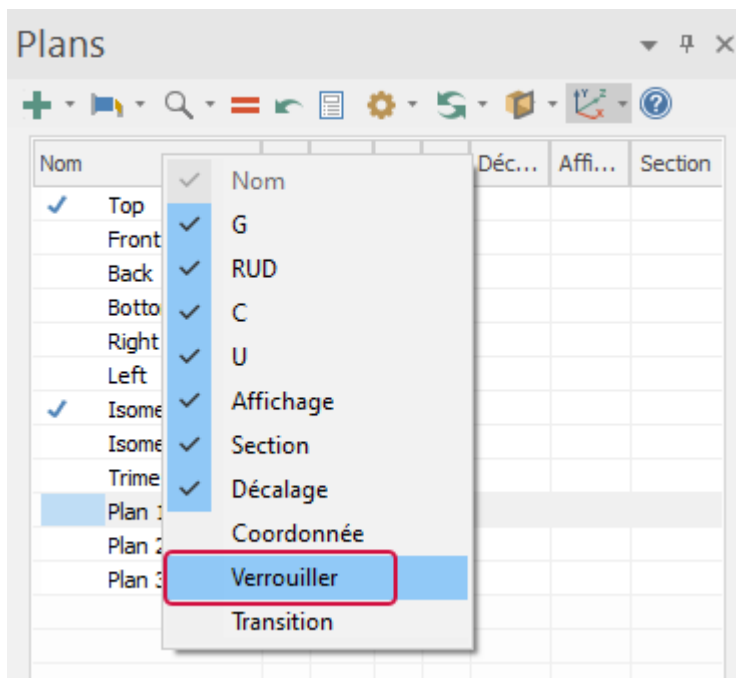 Plans
Nom Déc... Affi... Section
Top
Front
Back
Botto
Right
Left
Isome
Isome
Trime
Plan 1
Plan 2
Plan 3
Nom
G
RUD
C
U
Affichage
Section
Décalage
Coordonnée
Verrouiller
Transition